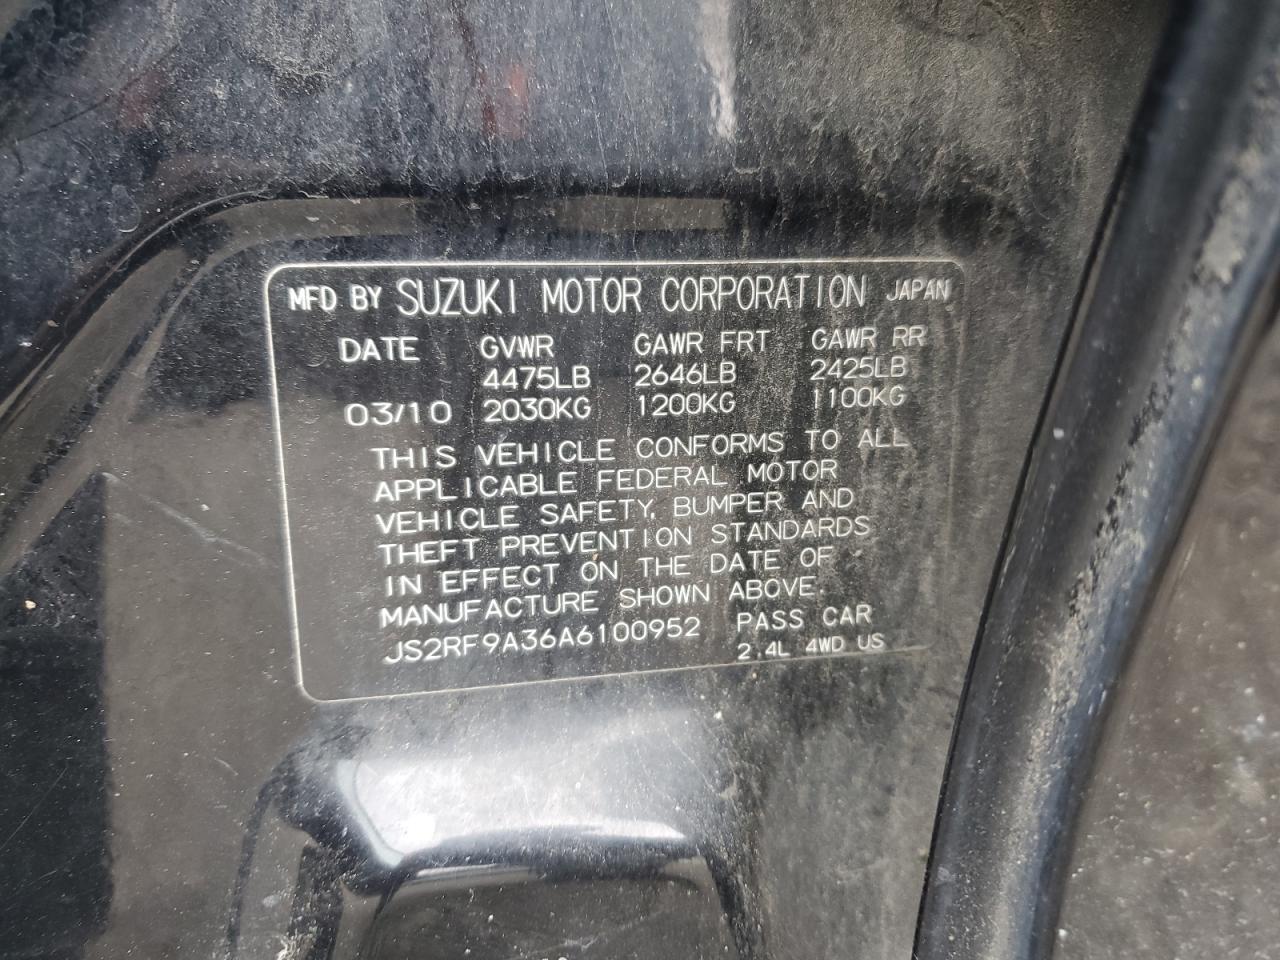 MFD BY SUZUKI MOTOR CORPORATION JAPAN
DATE GVWR GAWR FRT GAWR RR
4475LB 2646LB 2425LB
03/10 2030KG 1200KG 1100KG
THIS VEHICLE CONFORMS TO ALL
APPLICABLE FEDERAL MOTOR
VEHICLE SAFETY, BUMPER AND
THEFT PREVENTION STANDARDS
IN EFFECT ON THE DATE OF
MANUFACTURE SHOWN ABOVE.
JS2RF9A36A6100952 PASS CAR
2.4L 4WD US